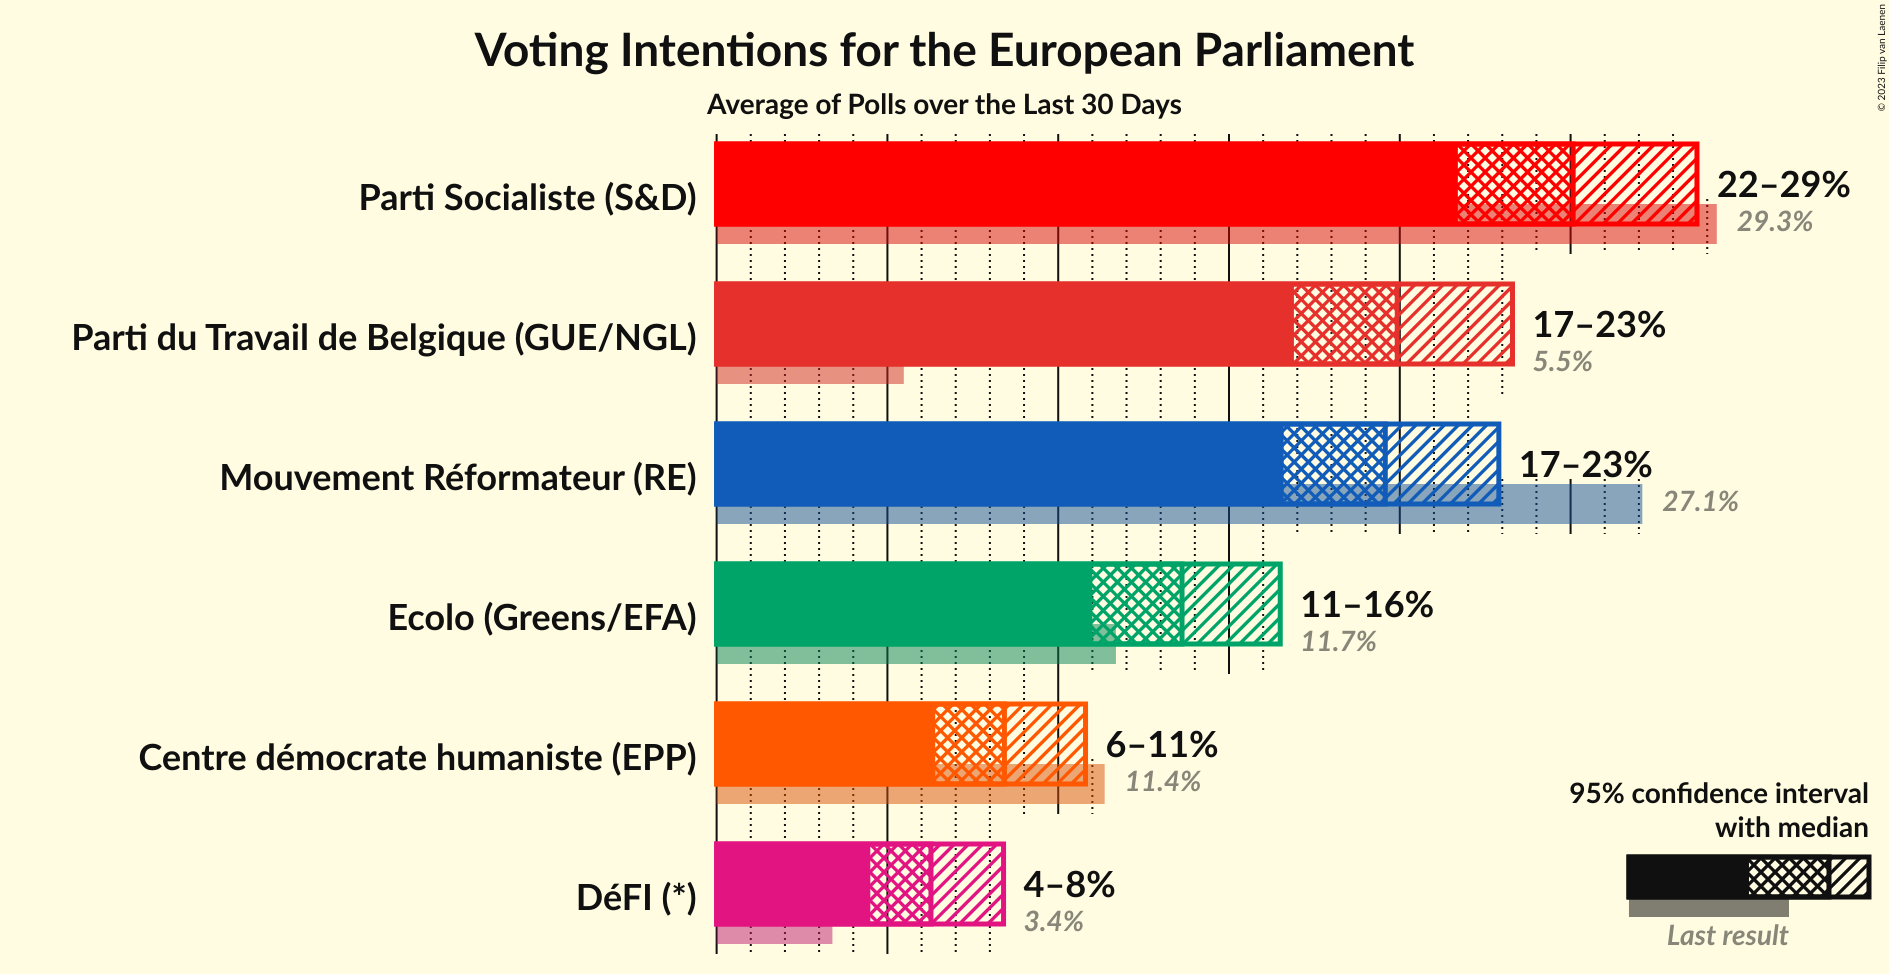 Voting Intentions for the European Parliament
Average of Polls over the Last 30 Days
© 2023 Filip van Laenen
Parti Socialiste (S&D)
22–29%
29.3%
Parti du Travail de Belgique (GUE/NGL)
17–23%
5.5%
Mouvement Réformateur (RE)
17–23%
27.1%
Ecolo (Greens/EFA)
11–16%
11.7%
Centre démocrate humaniste (EPP)
6–11%
11.4%
DéFI (*)
4–8%
3.4%
95% confidence interval
with median
Last result